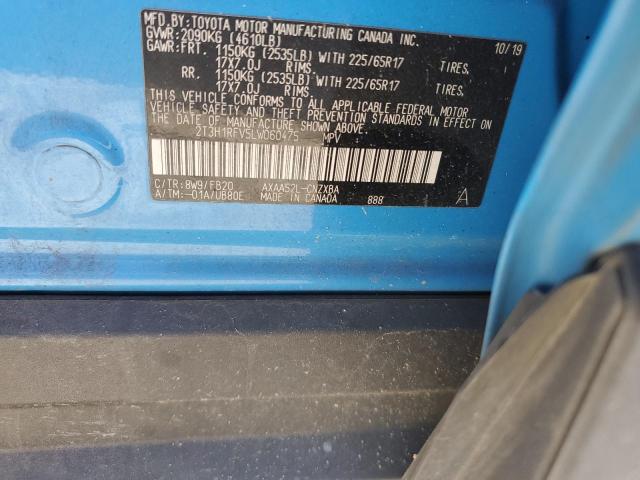 MFD.BY:TOYOTA MOTOR MANUFACTURING CANADA INC.
GVWR:2090KG (4610LB) 10/19
GAWR:FRT. 1150KG (2535LB) WITH 225/65R17 TIRES,
17X7.0J RIMS
RR. 1150KG (2535LB) WITH 225/65R17 TIRES,
17X7.0J RIMS
THIS VEHICLE CONFORMS TO ALL APPLICABLE FEDERAL MOTOR
VEHICLE SAFETY AND THEFT PREVENTION STANDARDS IN EFFECT ON
THE DATE OF MANUFACTURE SHOWN ABOVE.
2T3H1RFV5LW060475 MPV
C/TR:8W9/FB20 AXAA52L-CNZXBA
A/TM:-01A/UB80E MADE IN CANADA 888 A